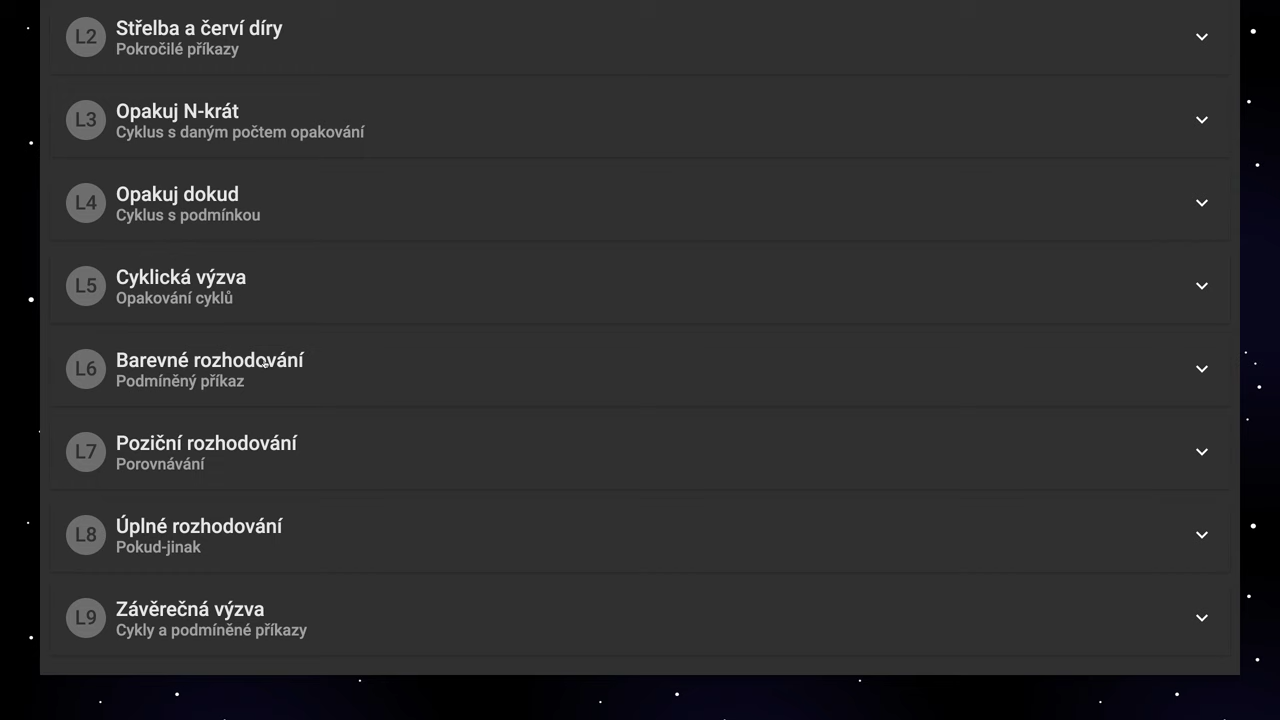 L2
Střelba a červí díry
Pokročilé příkazy
L3
Opakuj N-krát
Cyklus s daným počtem opakování
L4
Opakuj dokud
Cyklus s podmínkou
L5
Cyklická výzva
Opakování cyklů
L6
Barevné rozhodování
Podmíněný příkaz
L7
Poziční rozhodování
Porovnávání
L8
Úplné rozhodování
Pokud-jinak
L9
Závěrečná výzva
Cykly a podmíněné příkazy